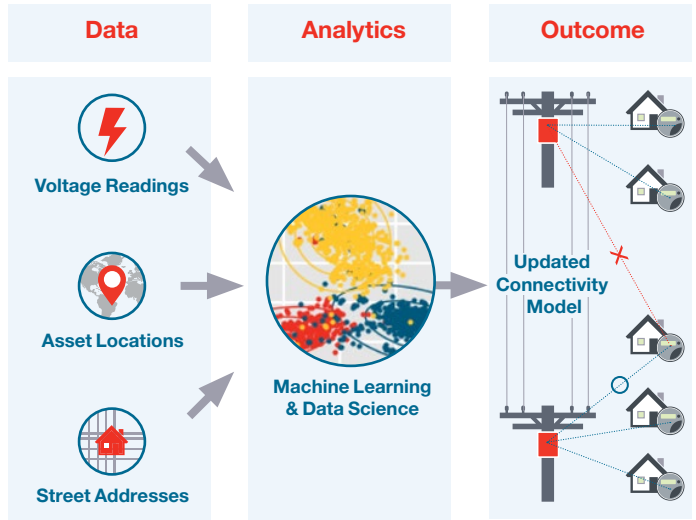 Data
Analytics
Outcome
Voltage Readings
Asset Locations
Street Addresses
Machine Learning
& Data Science
Updated
Connectivity
Model